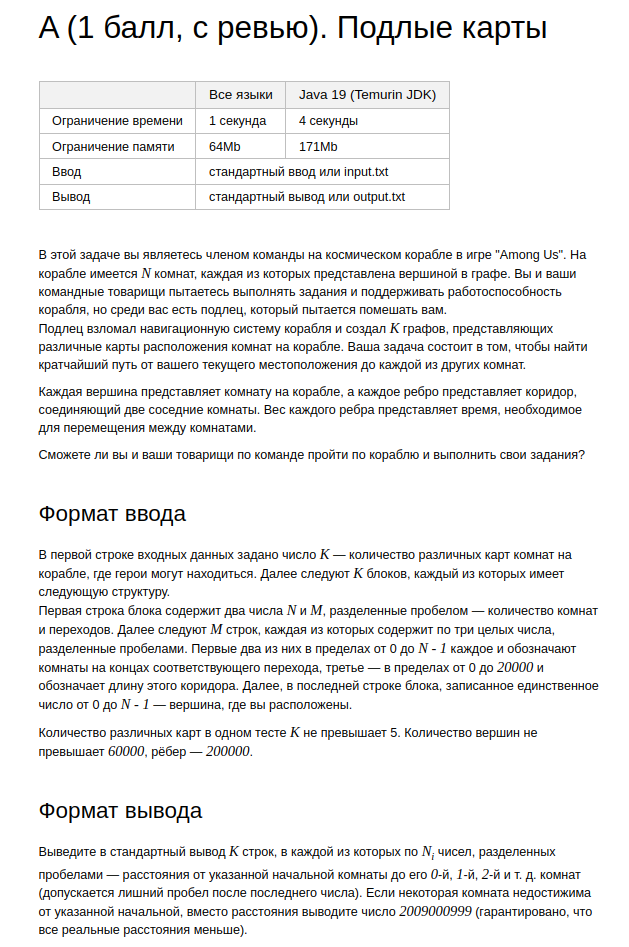 A (1 балл, с ревью). Подлые карты
Все языки Java 19 (Temurin JDK)
Ограничение времени 1 секунда 4 секунды
Ограничение памяти 64Mb 171Mb
Ввод стандартный ввод или input.txt
Вывод стандартный вывод или output.txt
В этой задаче вы являетесь членом команды на космическом корабле в игре "Among Us". На
корабле имеется N комнат, каждая из которых представлена вершиной в графе. Вы и ваши
командные товарищи пытаетесь выполнять задания и поддерживать работоспособность
корабля, но среди вас есть подлец, который пытается помешать вам.
Подлец взломал навигационную систему корабля и создал K графов, представляющих
различные карты расположения комнат на корабле. Ваша задача состоит в том, чтобы найти
кратчайший путь от вашего текущего местоположения до каждой из других комнат.
Каждая вершина представляет комнату на корабле, а каждое ребро представляет коридор,
соединяющий две соседние комнаты. Вес каждого ребра представляет время, необходимое
для перемещения между комнатами.
Сможете ли вы и ваши товарищи по команде пройти по кораблю и выполнить свои задания?
Формат ввода
В первой строке входных данных задано число K — количество различных карт комнат на
корабле, где герои могут находиться. Далее следуют K блоков, каждый из которых имеет
следующую структуру.
Первая строка блока содержит два числа N и M, разделенные пробелом — количество комнат
и переходов. Далее следуют M строк, каждая из которых содержит по три целых числа,
разделенные пробелами. Первые два из них в пределах от 0 до N - 1 каждое и обозначают
комнаты на концах соответствующего перехода, третье — в пределах от 0 до 20000 и
обозначает длину этого коридора. Далее, в последней строке блока, записанное единственное
число от 0 до N - 1 — вершина, где вы расположены.
Количество различных карт в одном тесте K не превышает 5. Количество вершин не
превышает 60000, рёбер — 200000.
Формат вывода
Выведите в стандартный вывод K строк, в каждой из которых по Ni чисел, разделенных
пробелами — расстояния от указанной начальной комнаты до его 0-й, 1-й, 2-й и т. д. комнат
(допускается лишний пробел после последнего числа). Если некоторая комната недостижима
от указанной начальной, вместо расстояния выводите число 2009000999 (гарантировано, что
все реальные расстояния меньше).